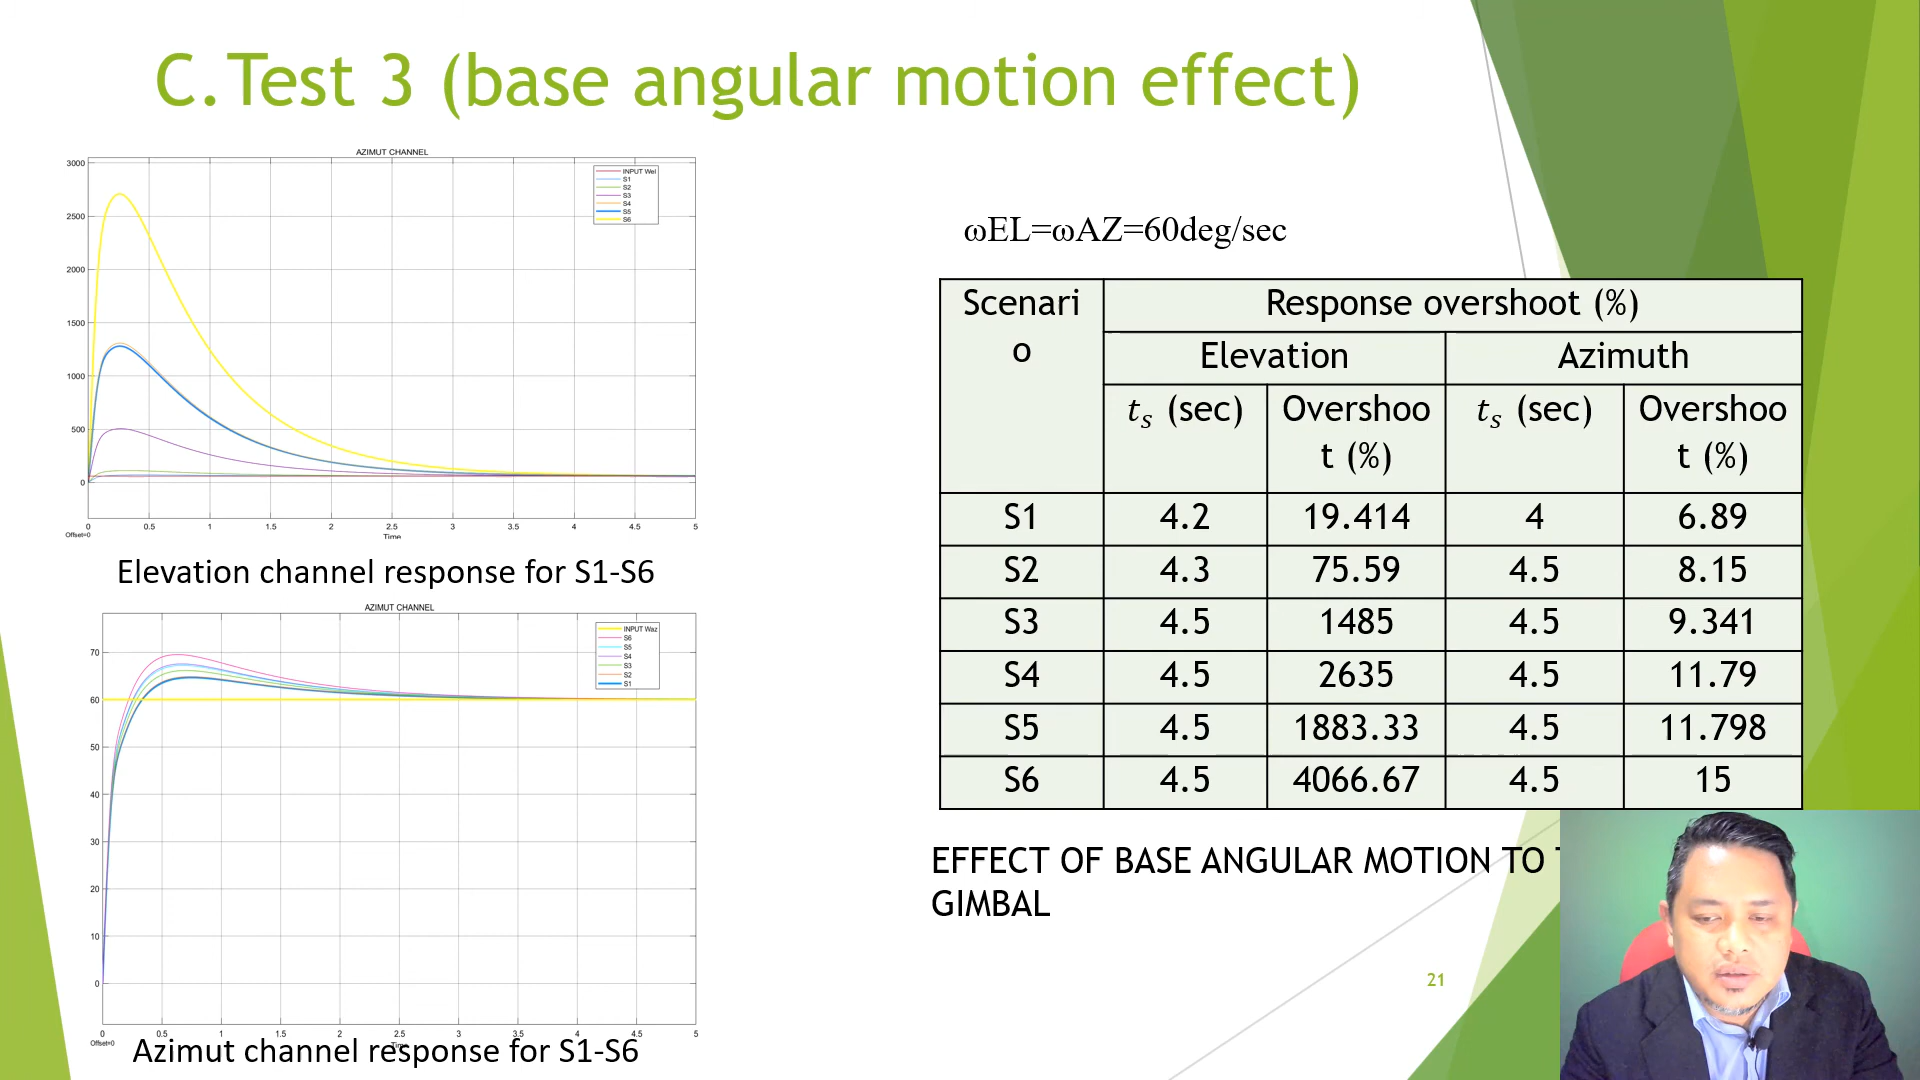 C.Test 3 (base angular motion effect)
AZIMUT CHANNEL
3000
2500
2000
1500
1000
500
0
INPUT Wel
S1
S2
S3
S4
S5
S6
0 0.5 1 1.5 2 2.5 3 3.5 4 4.5 5
Offset=0
Time
Elevation channel response for S1-S6
AZIMUT CHANNEL
70
60
50
40
30
20
10
0
INPUT Waz
S6
S5
S4
S3
S2
S1
0 0.5 1 1.5 2 2.5 3 3.5 4 4.5 5
Offset=0
Azimut channel response for S1-S6
ωEL=ωAZ=60deg/sec
Scenari
o
Response overshoot (%)
Elevation Azimuth
tₛ (sec) Overshoo
t (%) tₛ (sec) Overshoo
t (%)
S1 4.2 19.414 4 6.89
S2 4.3 75.59 4.5 8.15
S3 4.5 1485 4.5 9.341
S4 4.5 2635 4.5 11.79
S5 4.5 1883.33 4.5 11.798
S6 4.5 4066.67 4.5 15
EFFECT OF BASE ANGULAR MOTION TO
GIMBAL
21